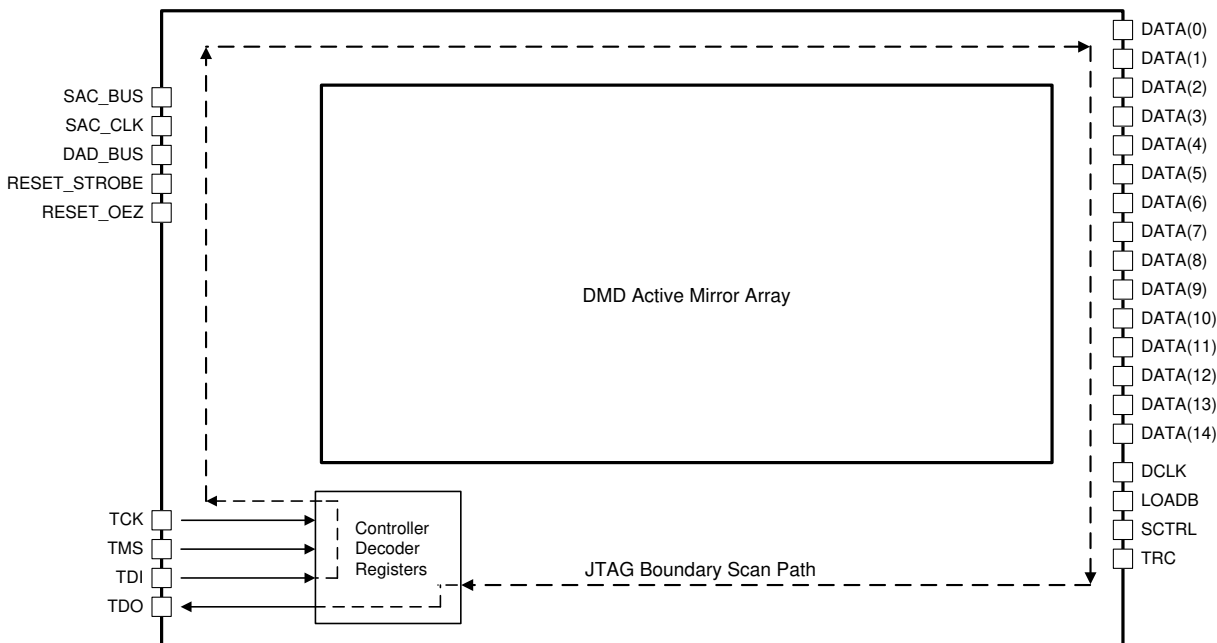 SAC_BUS
SAC_CLK
DAD_BUS
RESET_STROBE
RESET_OEZ
TCK
TMS
TDI
TDO
DMD Active Mirror Array
Controller
Decoder
Registers
JTAG Boundary Scan Path
DATA(0)
DATA(1)
DATA(2)
DATA(3)
DATA(4)
DATA(5)
DATA(6)
DATA(7)
DATA(8)
DATA(9)
DATA(10)
DATA(11)
DATA(12)
DATA(13)
DATA(14)
DCLK
LOADB
SCTRL
TRC